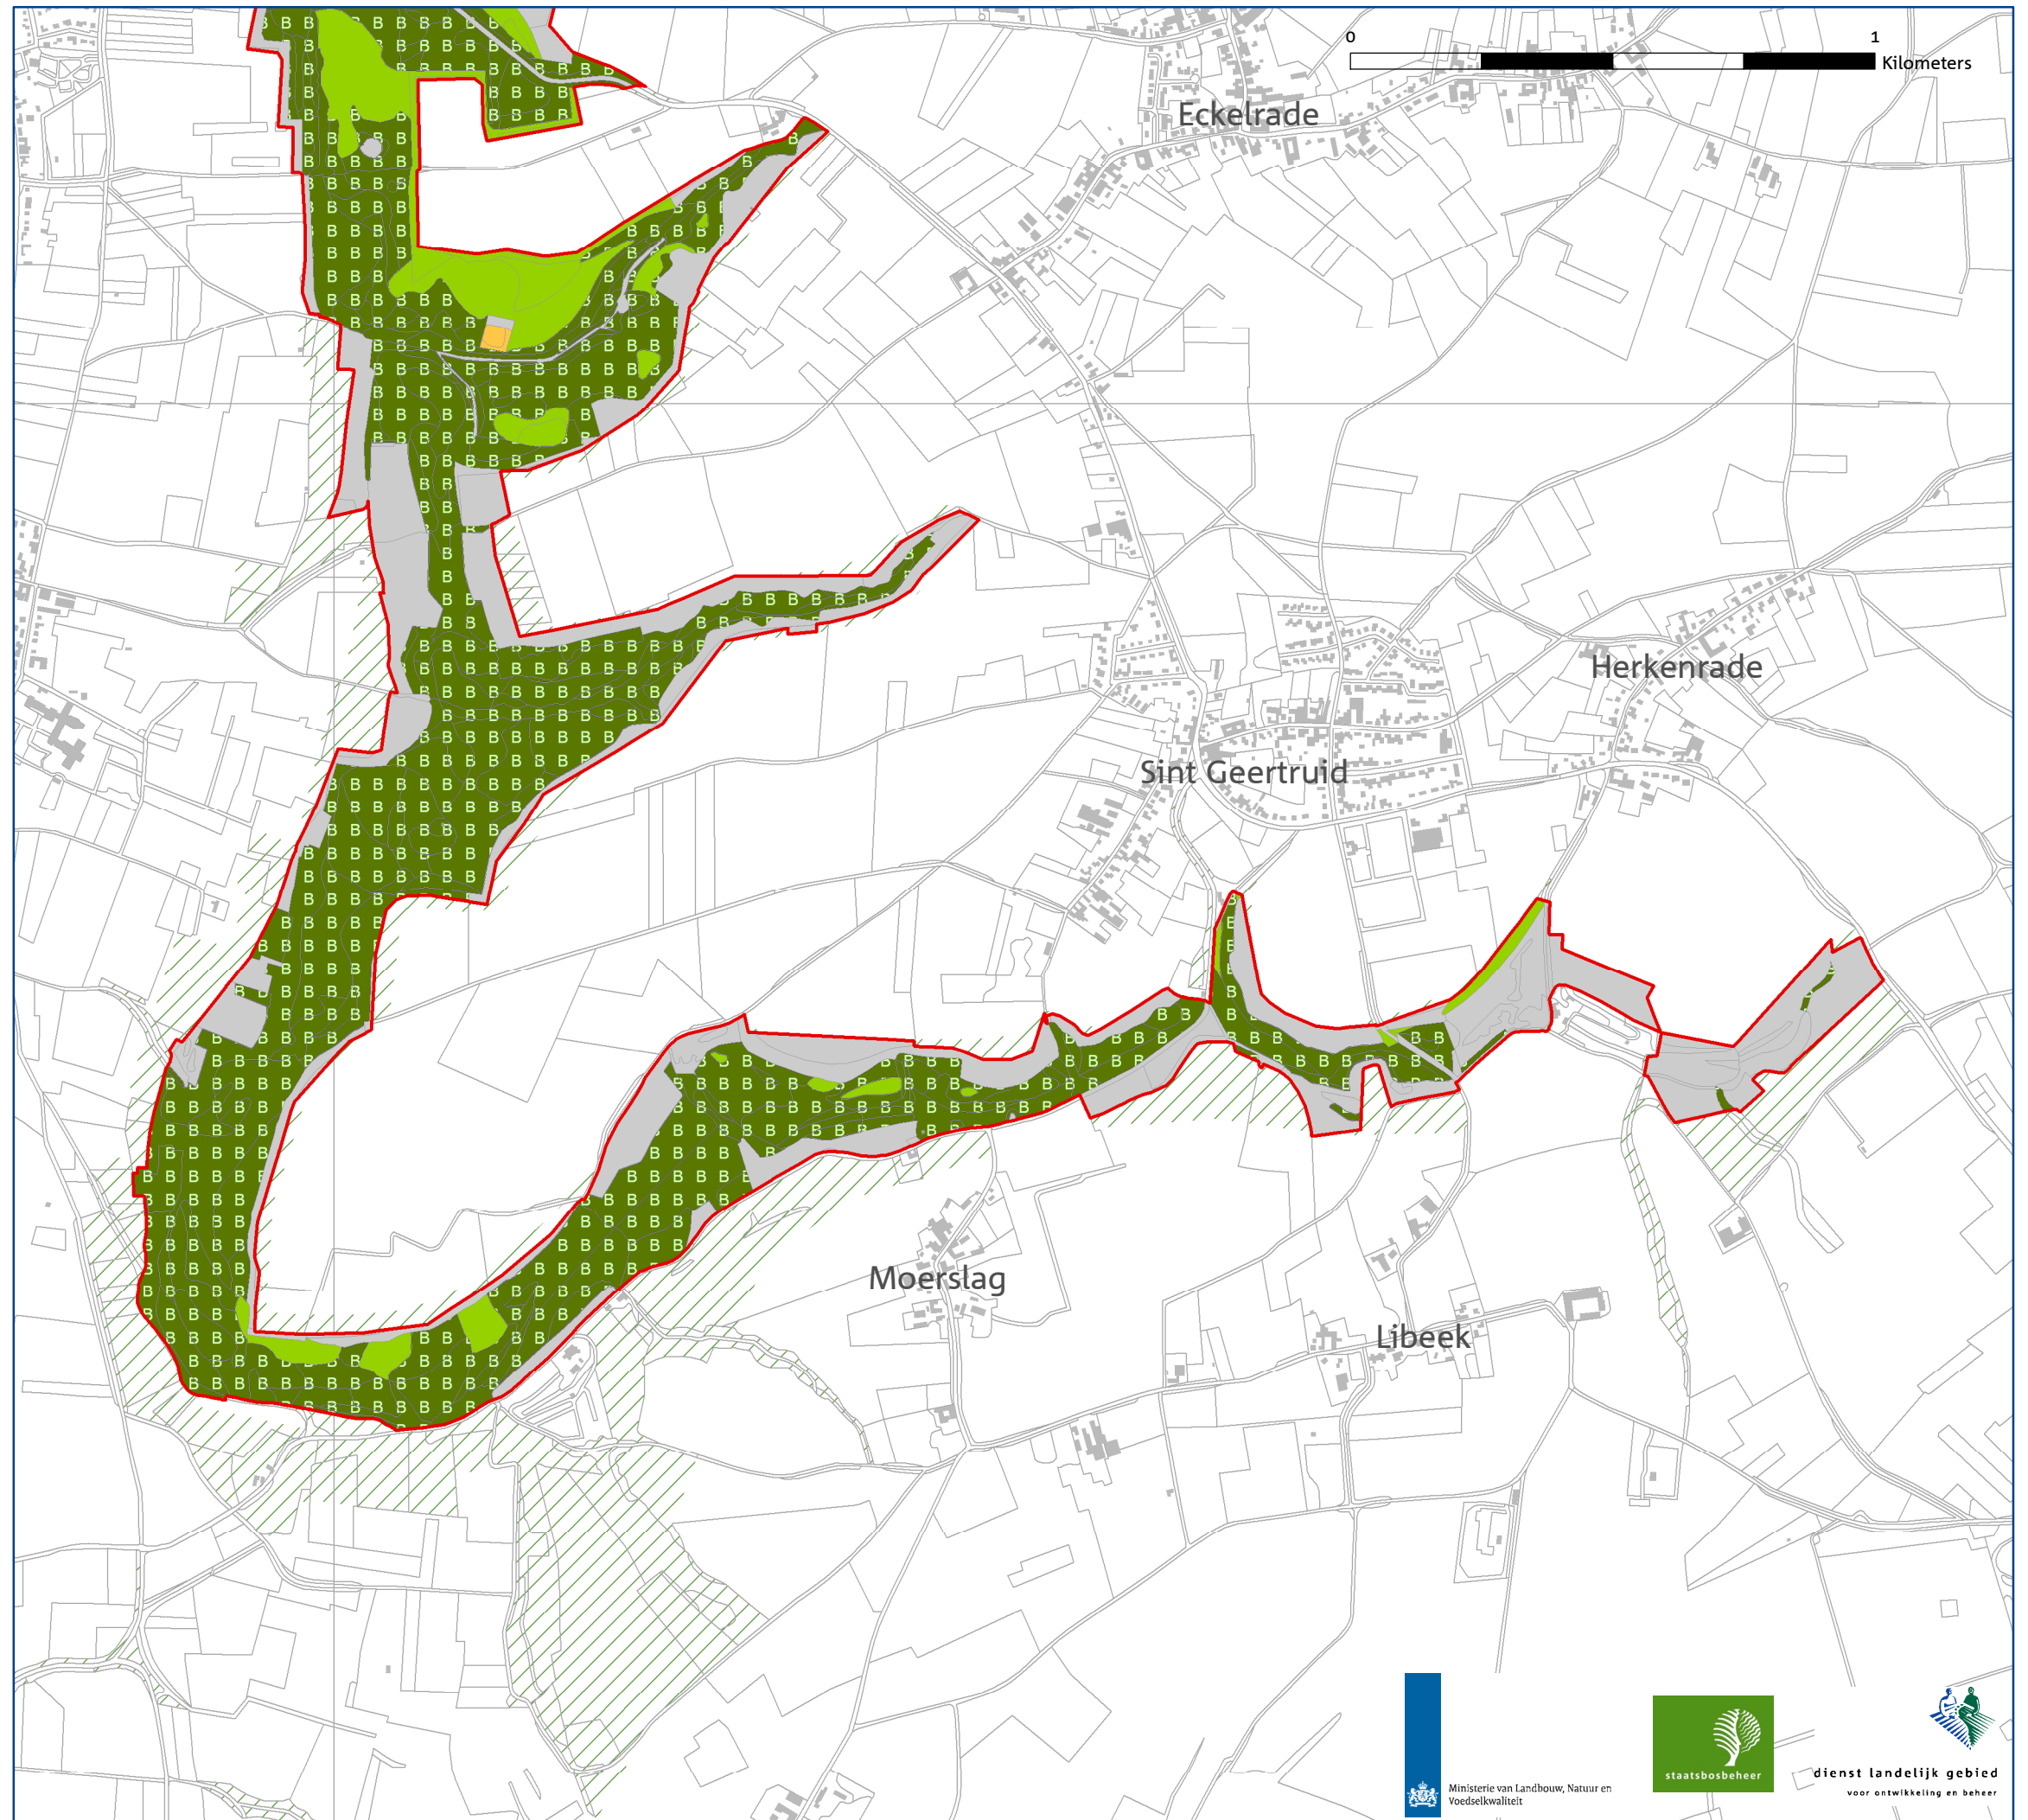 0 1
Kilometers
Eckelrade
Herkenrade
Sint Geertruid
Moerslag
Libeek
Ministerie van Landbouw, Natuur en
Voedselkwaliteit
staatsbosbeheer
dienst landelijk gebied
voor ontwikkeling en beheer